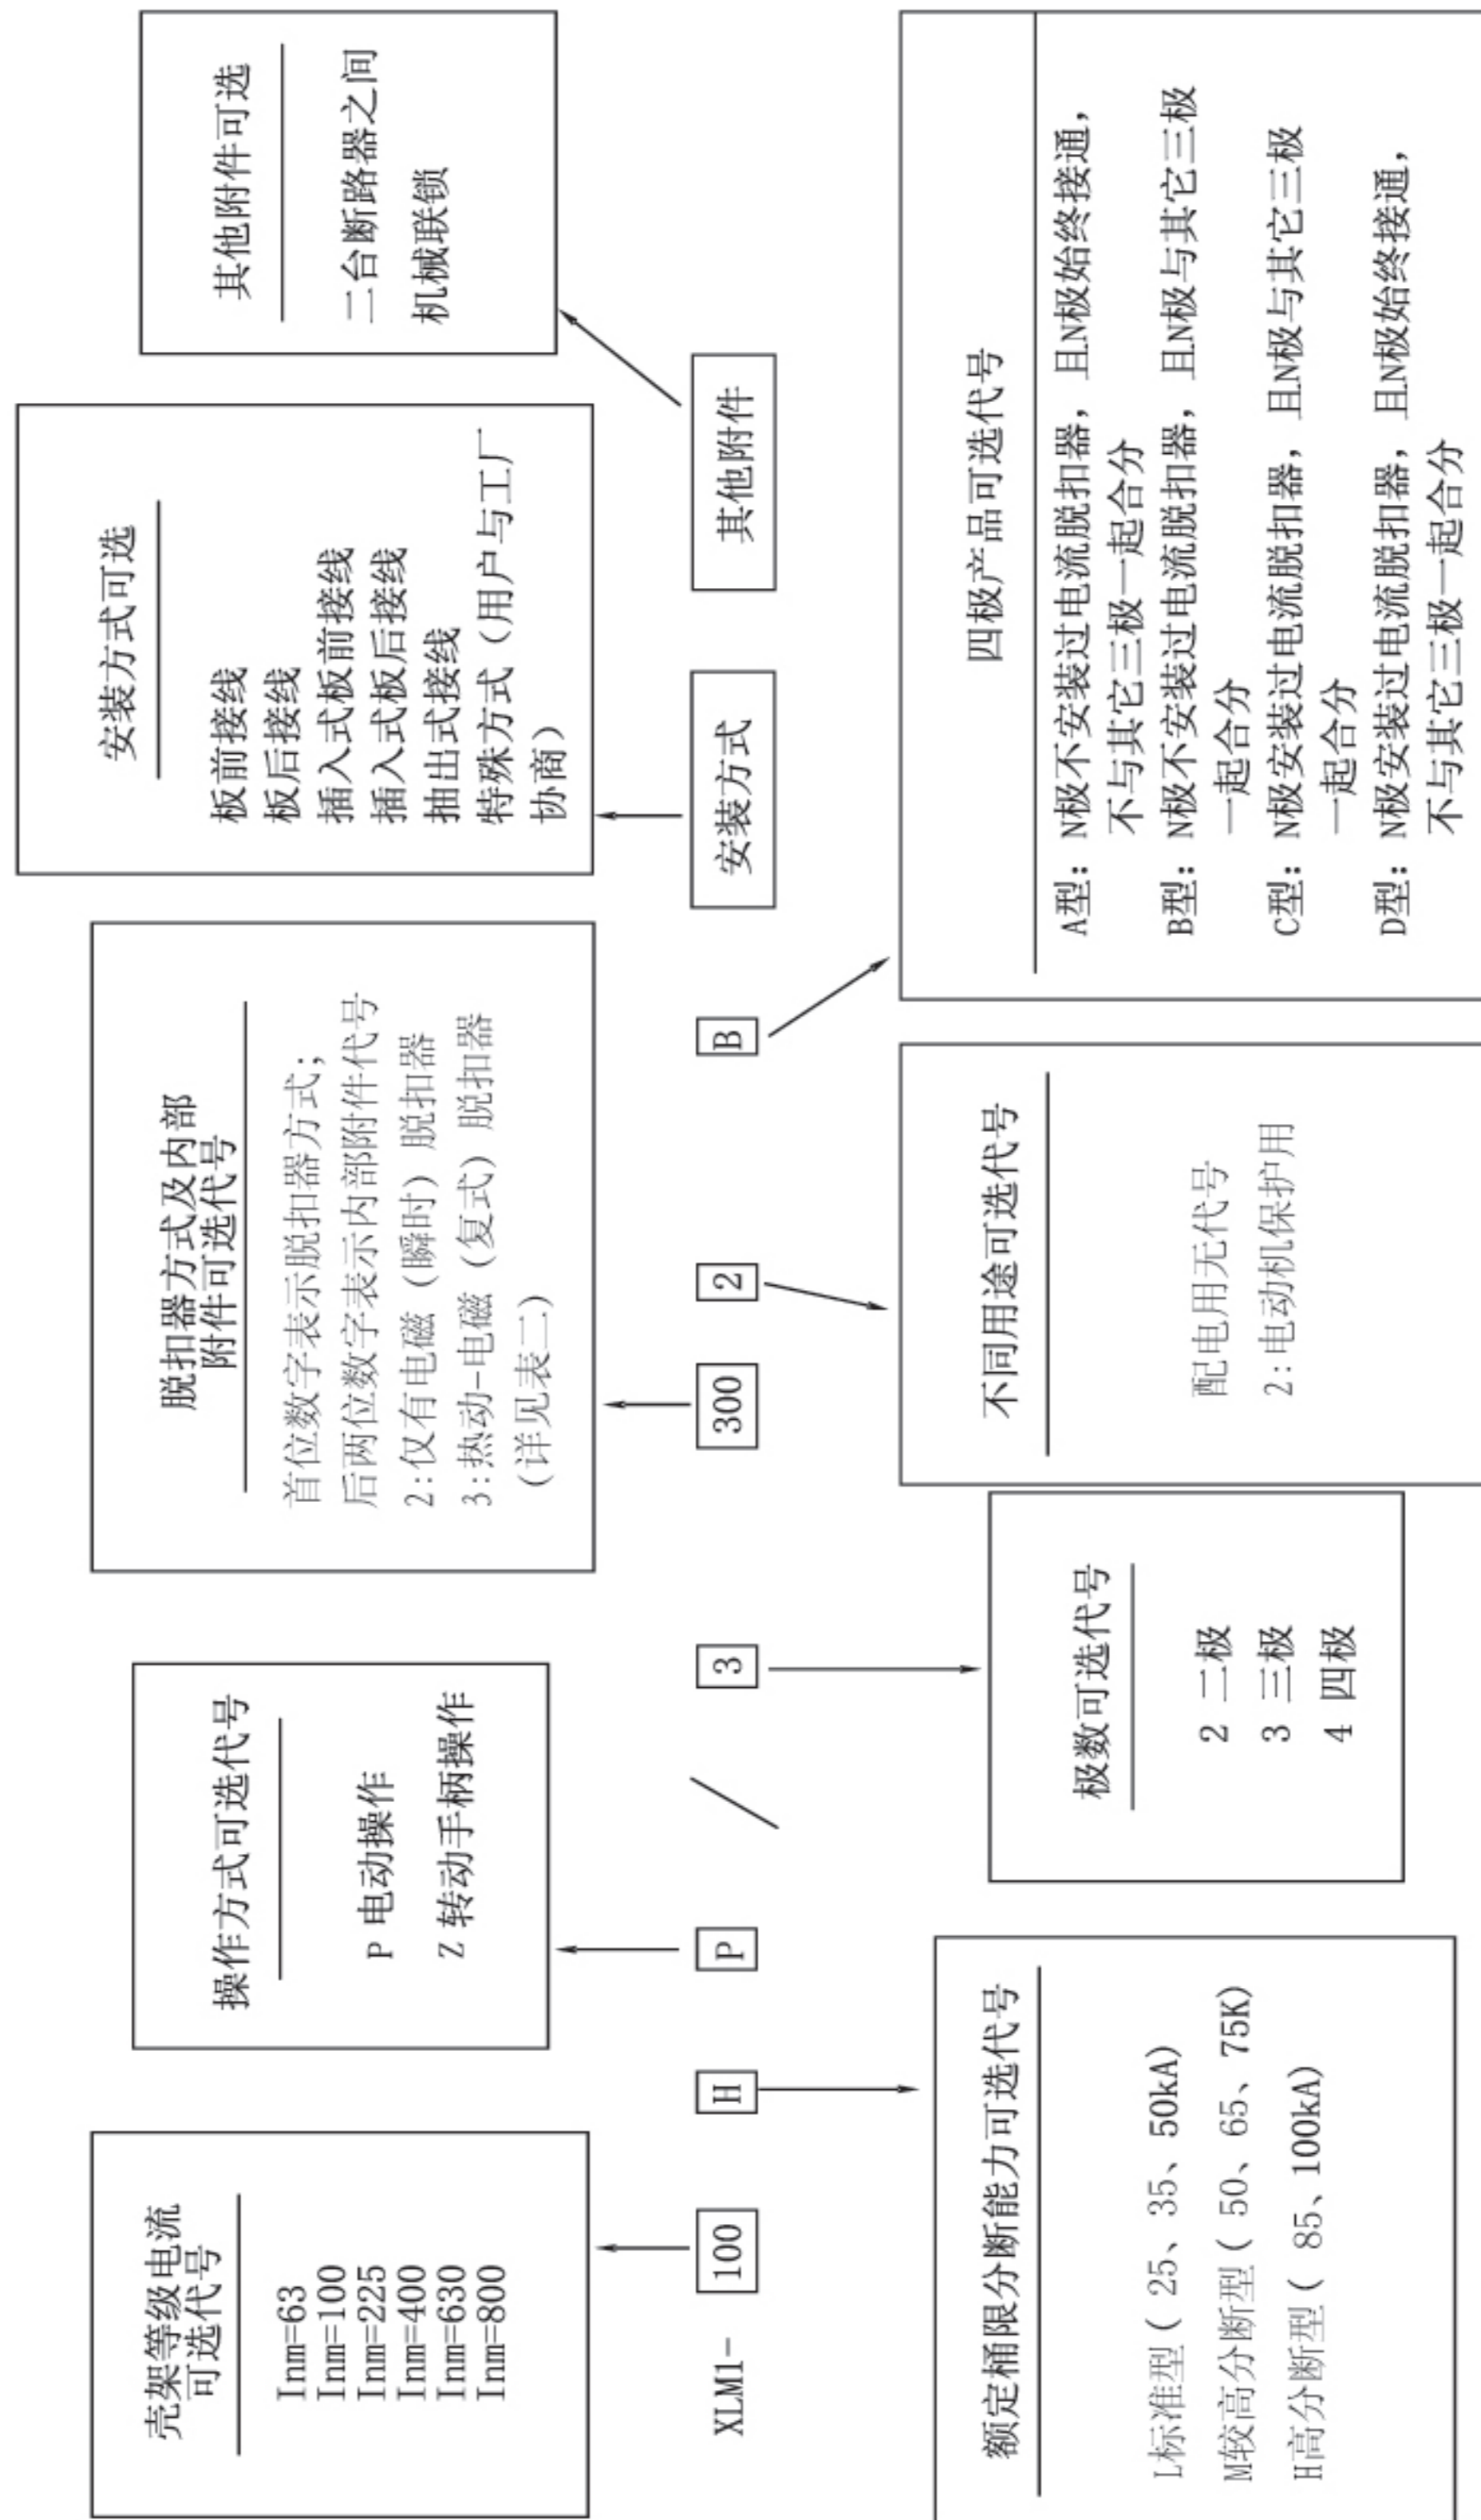 壳架等级电流
可选代号
Inm=63
Inm=100
Inm=225
Inm=400
Inm=630
Inm=800
操作方式可选代号
P 电动操作
Z 转动手柄操作
脱扣器方式及内部
附件可选代号
首位数字表示脱扣器方式;
后两位数字表示内部附件代号
2:仅有电磁（瞬时）脱扣器
3:热动-电磁（复式）脱扣器
（详见表二）
安装方式可选
板前接线
板后接线
插入式板前接线
插入式板后接线
抽出式接线
特殊方式（用户与工厂
协商）
其他附件可选
二台断路器之间
机械联锁
XLM1- 100 H P / 3 300 2 B 安装方式 其他附件
额定桶限分断能力可选代号
L标准型( 25、35、50kA)
M较高分断型( 50、65、75K)
H高分断型( 85、100kA)
极数可选代号
2 二极
3 三极
4 四极
不同用途可选代号
配电用无代号
2:电动机保护用
四极产品可选代号
A型: N极不安装过电流脱扣器, 且N极始终接通,
不与其它三极一起合分
B型: N极不安装过电流脱扣器, 且N极与其它三极
一起合分
C型: N极安装过电流脱扣器, 且N极与其它三极
一起合分
D型: N极安装过电流脱扣器, 且N极始终接通,
不与其它三极一起合分